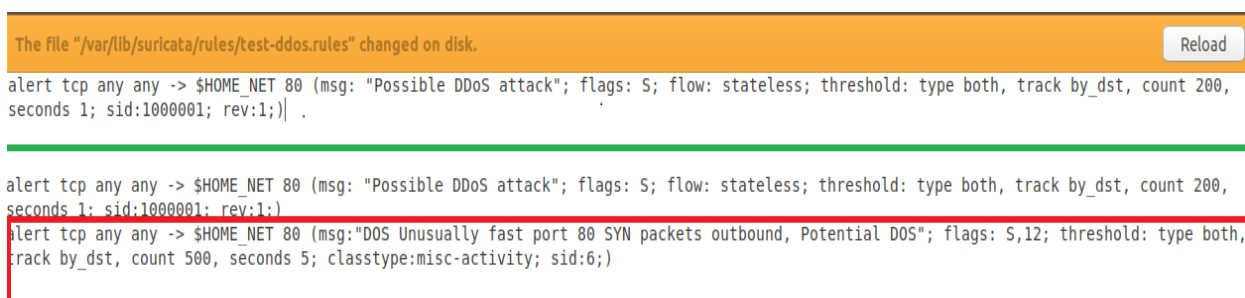 The file “/var/lib/suricata/rules/test-ddos.rules” changed on disk.
Reload
alert tcp any any -> $HOME_NET 80 (msg: "Possible DDoS attack"; flags: S; flow: stateless; threshold: type both, track by_dst, count 200,
seconds 1; sid:1000001; rev:1;)
alert tcp any any -> $HOME_NET 80 (msg: "Possible DDoS attack"; flags: S; flow: stateless; threshold: type both, track by_dst, count 200,
seconds 1; sid:1000001; rev:1;)
alert tcp any any -> $HOME_NET 80 (msg:"DOS Unusually fast port 80 SYN packets outbound, Potential DOS"; flags: S,12; threshold: type both,
track by_dst, count 500, seconds 5; classtype:misc-activity; sid:6;)